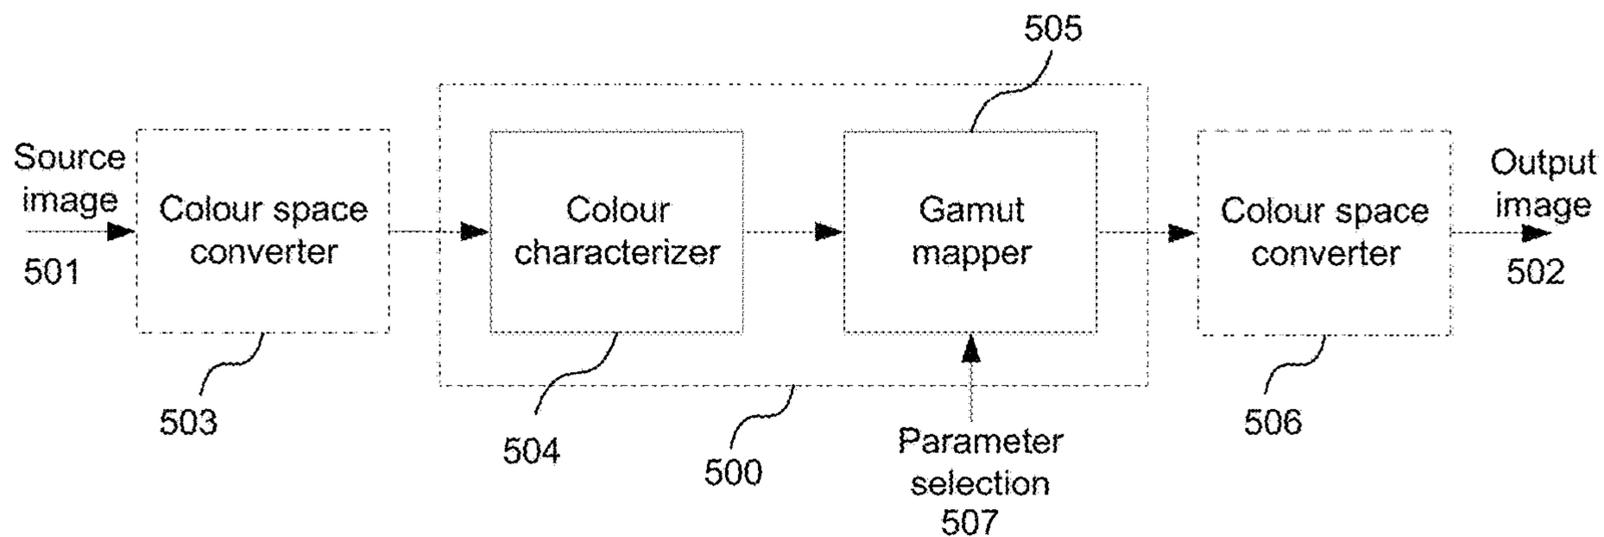 505
Source
image
501
Colour space
converter
Colour
characterizer
Gamut
mapper
Colour space
converter
Output
image
502
503
504
500
Parameter
selection
507
506